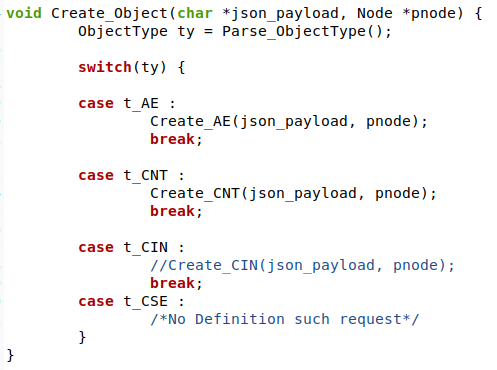 void Create_Object(char *json_payload, Node *pnode) {
        ObjectType ty = Parse_ObjectType();

        switch(ty) {

        case t_AE :
                Create_AE(json_payload, pnode);
                break;

        case t_CNT :
                Create_CNT(json_payload, pnode);
                break;

        case t_CIN :
                //Create_CIN(json_payload, pnode);
                break;
        case t_CSE :
                /*No Definition such request*/
        }
}